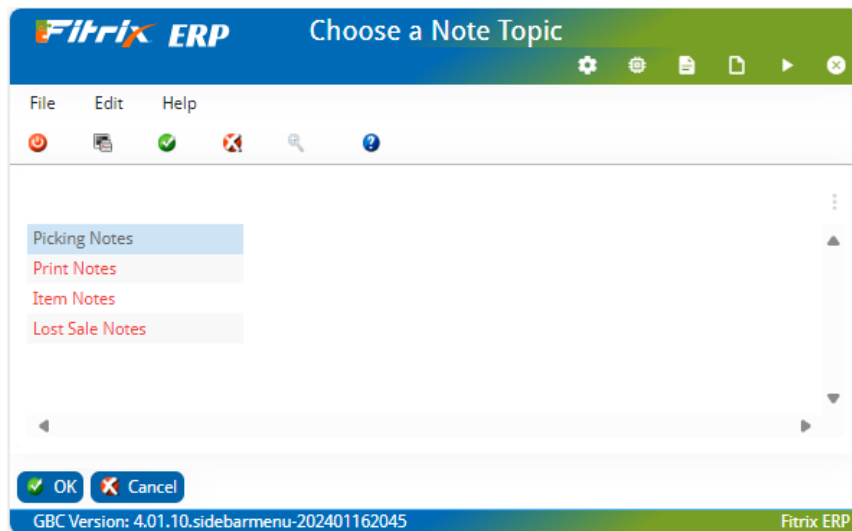 Fitrix ERP
Choose a Note Topic
File Edit Help
Picking Notes
Print Notes
Item Notes
Lost Sale Notes
OK Cancel
GBC Version: 4.01.10.sidebarmenu-202401162045 Fitrix ERP